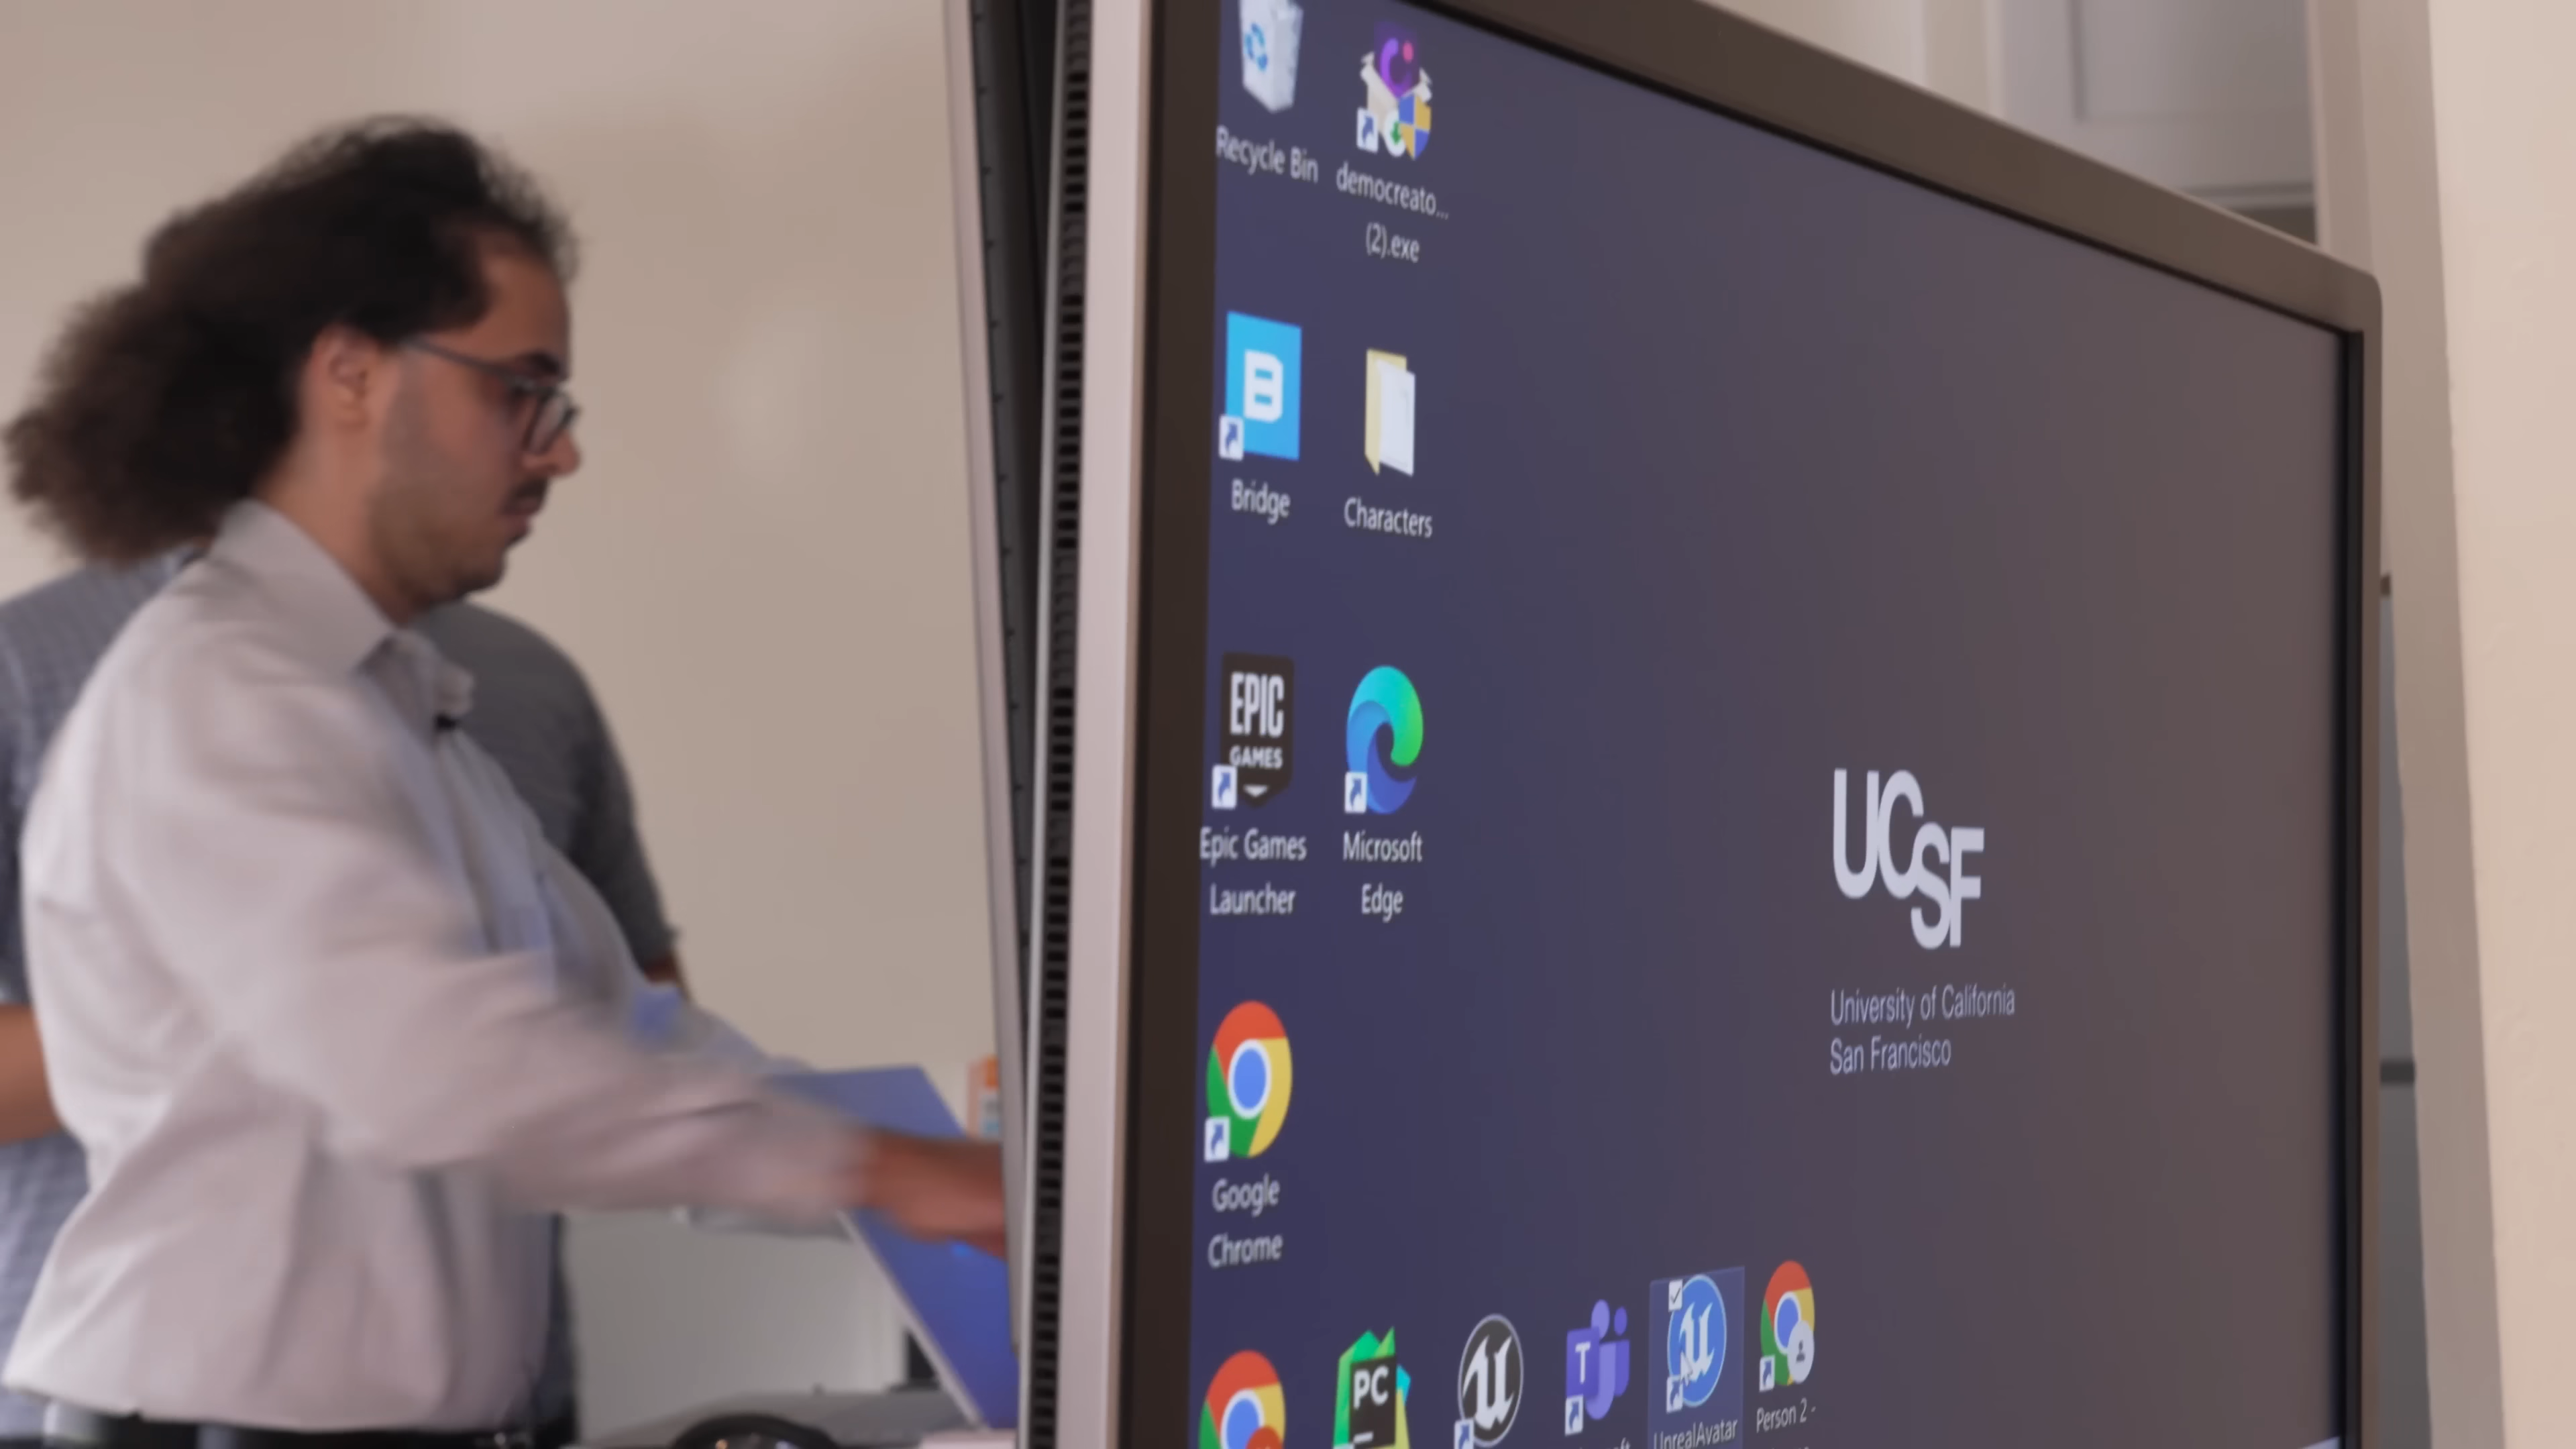 Recycle Bin
democreato...
(2).exe
B
Bridge
Characters
EPIC
GAMES
Epic Games
Launcher
Microsoft
Edge
UCSF
University of California
San Francisco
Google
Chrome
PC
T
UnrealAvatar
Person 2 -